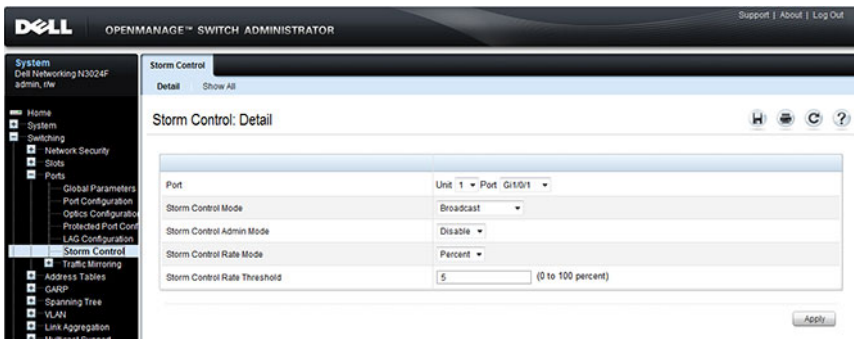 Support | About | Log Out
DELL OPENMANAGE™ SWITCH ADMINISTRATOR
System
Dell Networking N3024F
admin, r/w
Home
System
Switching
Network Security
Slots
Ports
Global Parameters
Port Configuration
Optics Configuratio
Protected Port Conf
LAG Configuration
Storm Control
Traffic Mirroring
Address Tables
GARP
Spanning Tree
VLAN
Link Aggregation
Storm Control
Detail Show All
Storm Control: Detail
Port Unit 1 Port Gi1/0/1
Storm Control Mode Broadcast
Storm Control Admin Mode Disable
Storm Control Rate Mode Percent
Storm Control Rate Threshold 5 (0 to 100 percent)
Apply